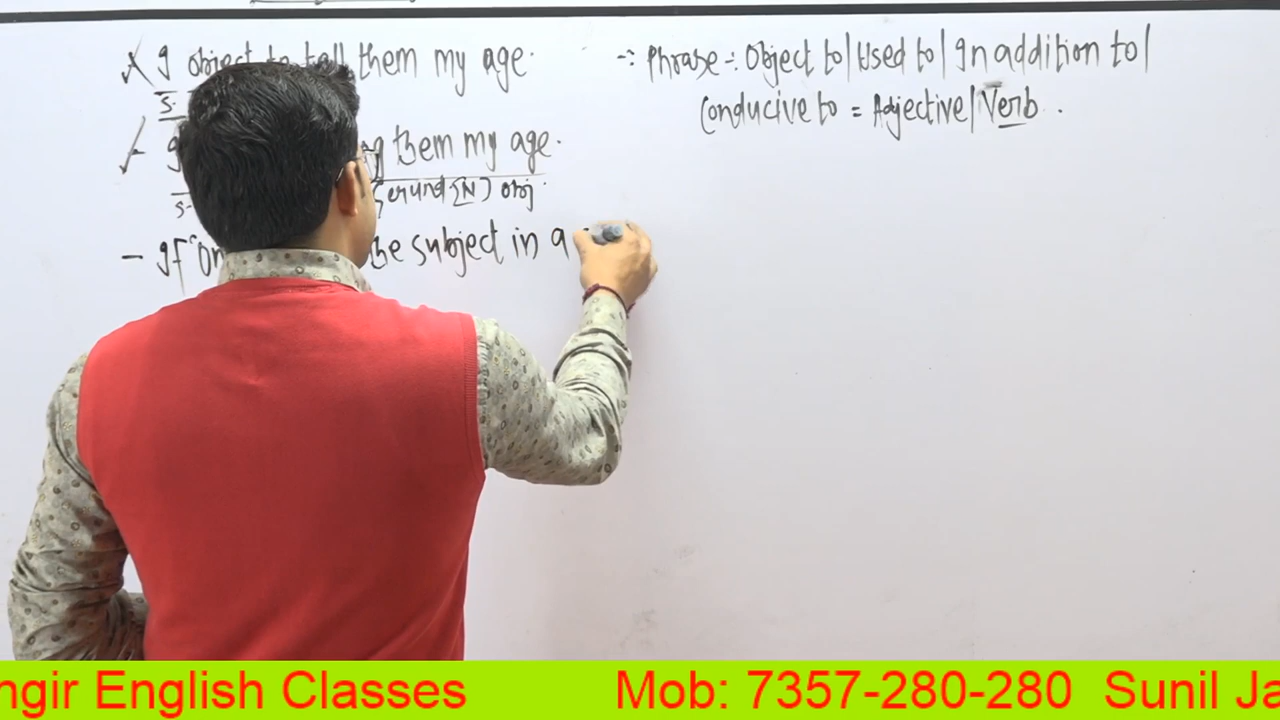 ✗ I object to tell them my age.
S.
✓ them my age.
S. Gerund (N) obj.
- If "On be subject in a
-: Phrase -: Object to / Used to / In addition to /
Conducive to = Adjective / Verb.
ngir English Classes Mob: 7357-280-280 Sunil Ja